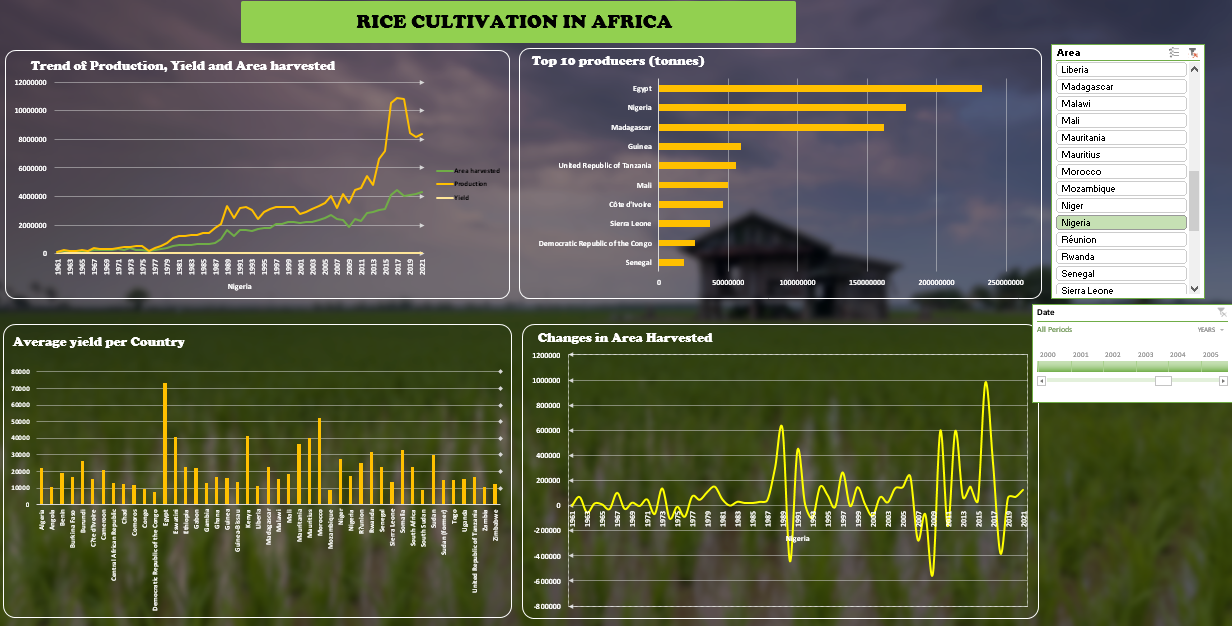 RICE CULTIVATION IN AFRICA
Trend of Production, Yield and Area harvested
12000000
10000000
8000000
6000000
4000000
2000000
0
1961 1963 1965 1967 1969 1971 1973 1975 1977 1979 1981 1983 1985 1987 1989 1991 1993 1995 1997 1999 2001 2003 2005 2007 2009 2011 2013 2015 2017 2019 2021
Nigeria
Area harvested
Production
Yield
Top 10 producers (tonnes)
Egypt
Nigeria
Madagascar
Guinea
United Republic of Tanzania
Mali
Côte d'Ivoire
Sierra Leone
Democratic Republic of the Congo
Senegal
0 50000000 100000000 150000000 200000000 250000000
Area
Liberia
Madagascar
Malawi
Mali
Mauritania
Mauritius
Morocco
Mozambique
Niger
Nigeria
Réunion
Rwanda
Senegal
Sierra Leone
Date
All Periods YEARS
2000 2001 2002 2003 2004 2005
Average yield per Country
80000
70000
60000
50000
40000
30000
20000
10000
Algeria
Angola
Benin
Burkina Faso
Burundi
C?te d'Ivoire
Cameroon
Central African Republic
Chad
Comoros
Congo
Democratic Republic of the Congo
Egypt
Eswatini
Ethiopia
Gabon
Gambia
Ghana
Guinea
Guinea-Bissau
Kenya
Liberia
Madagascar
Malawi
Mali
Mauritania
Mauritius
Morocco
Mozambique
Niger
Nigeria
R?union
Rwanda
Senegal
Sierra Leone
Somalia
South Africa
South Sudan
Sudan
Sudan (former)
Togo
Uganda
United Republic of Tanzania
Zambia
Zimbabwe
Changes in Area Harvested
1200000
1000000
800000
600000
400000
200000
0
-200000
-400000
-600000
-800000
1961 1963 1965 1967 1969 1971 1973 1975 1977 1979 1981 1983 1985 1987 1989 1991 1993 1995 1997 1999 2001 2003 2005 2007 2009 2011 2013 2015 2017 2019 2021
Nigeria